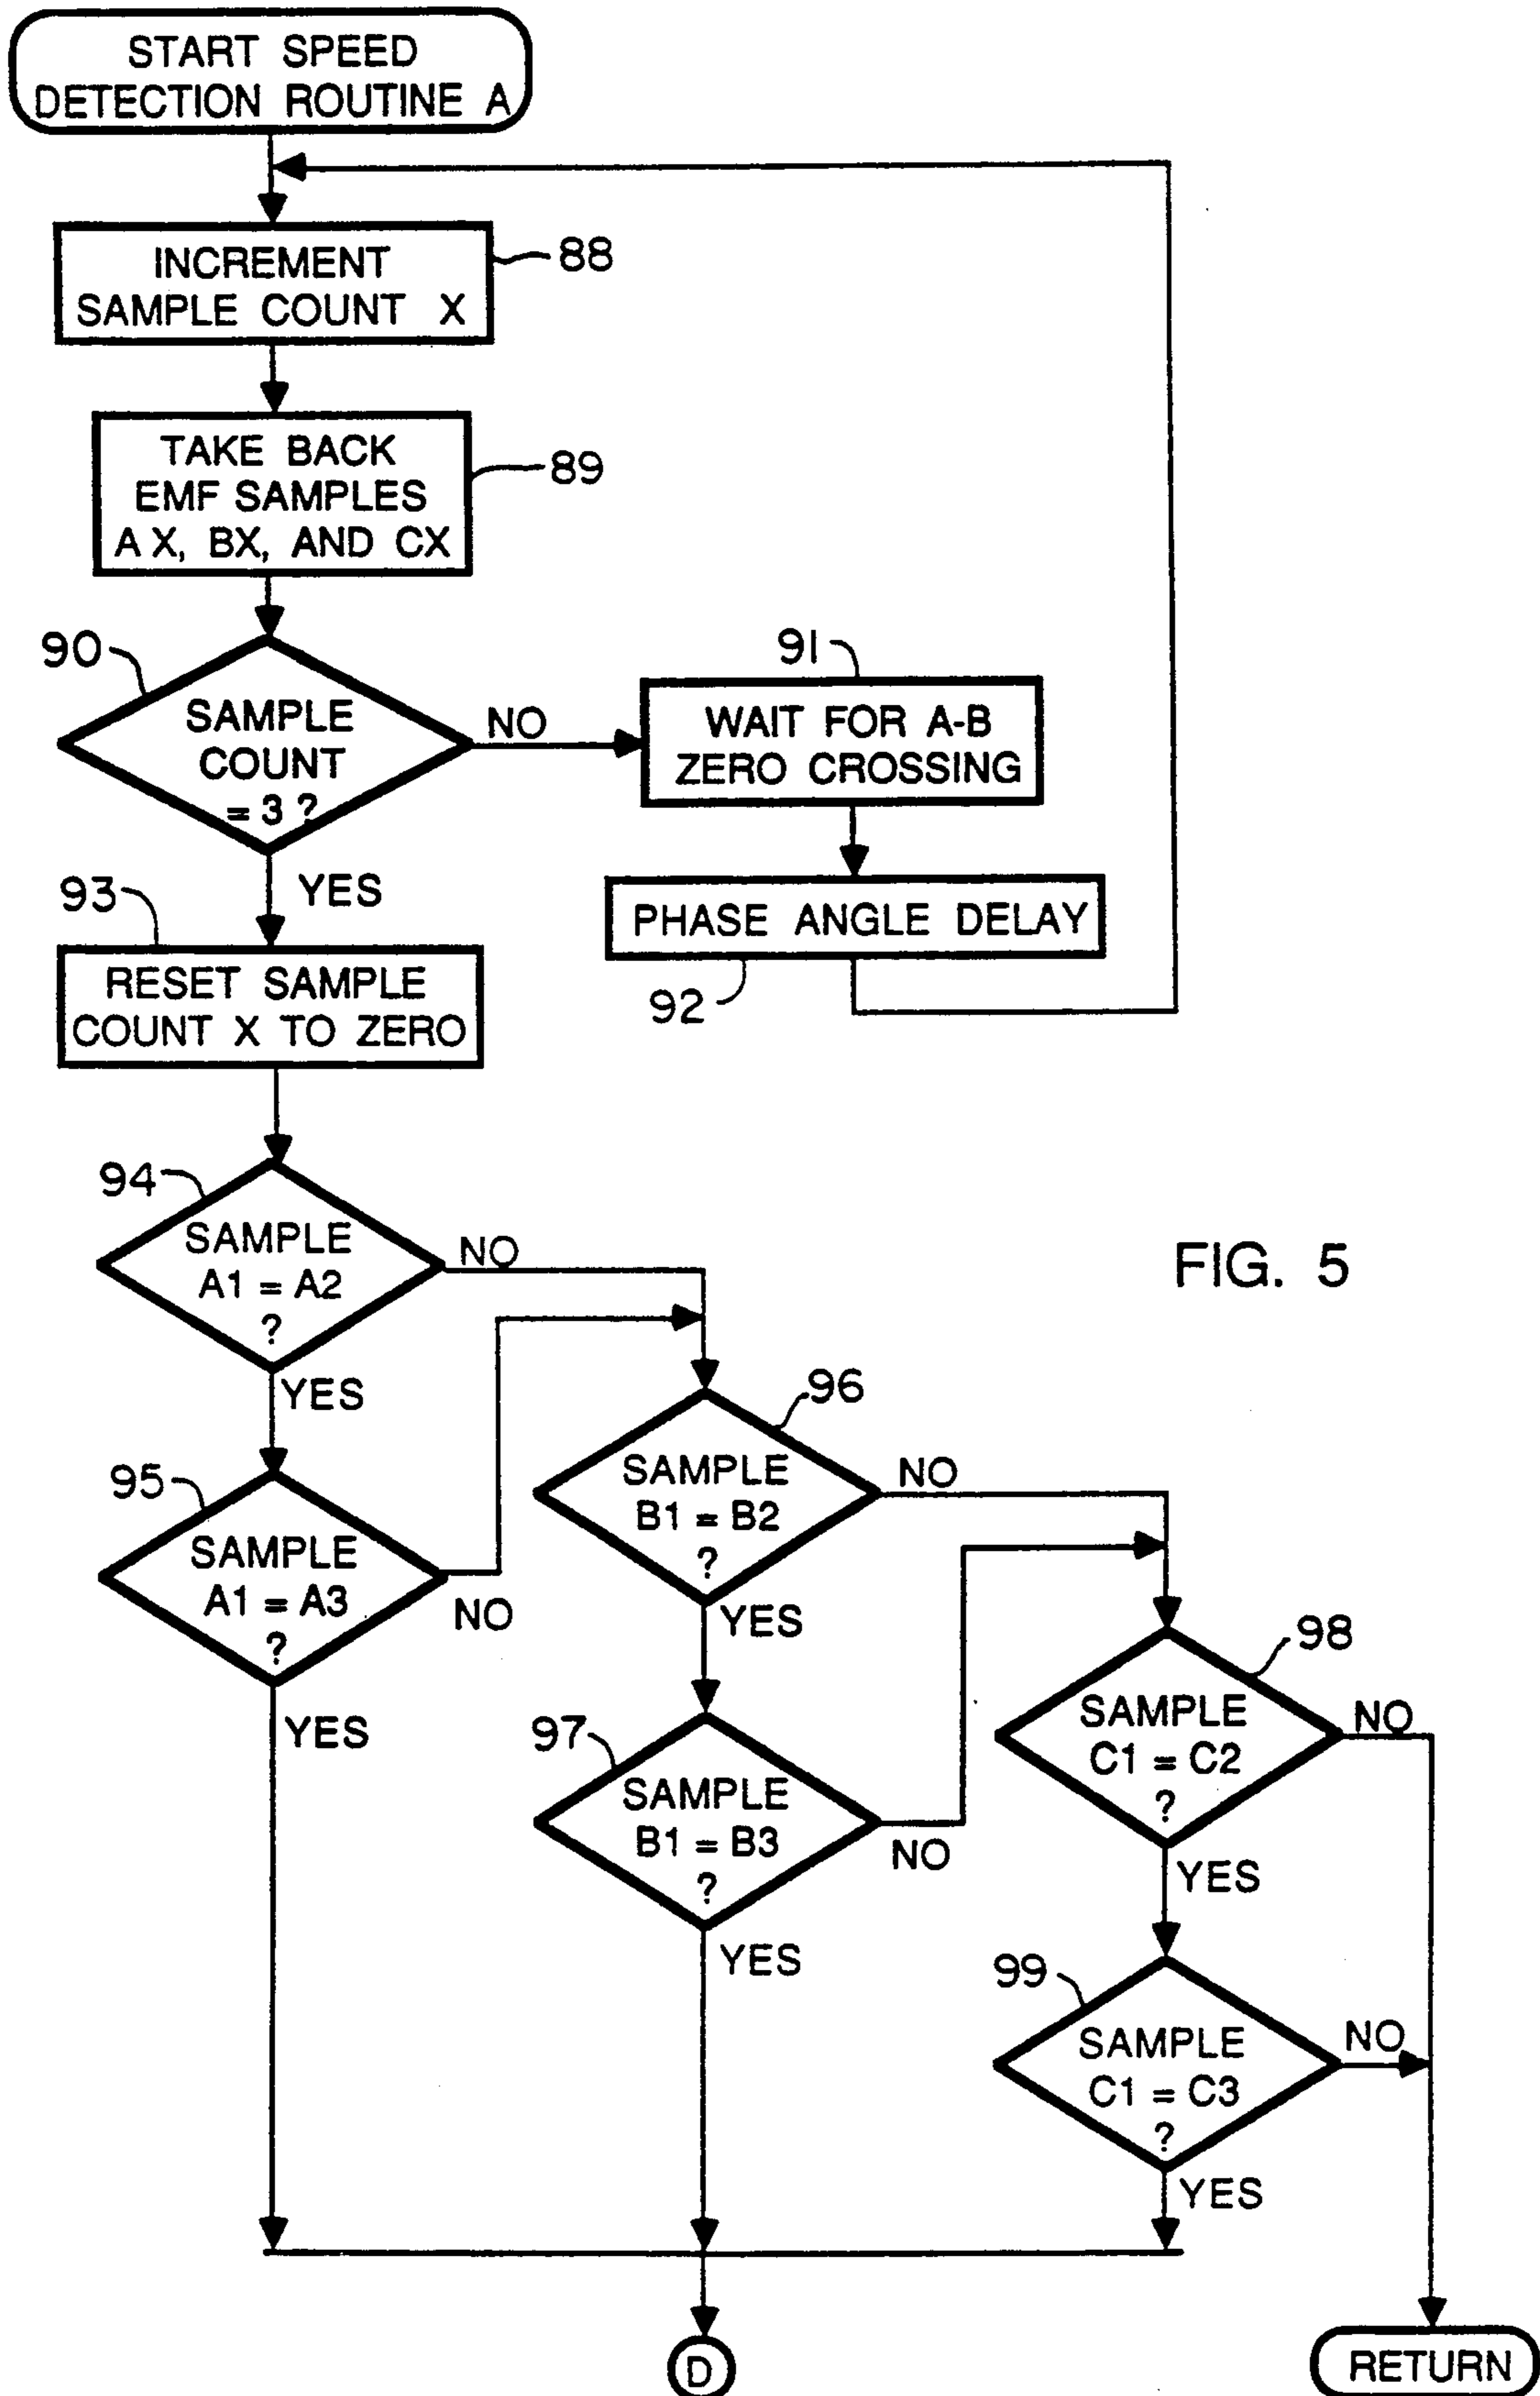 START SPEED
DETECTION ROUTINE A
INCREMENT
SAMPLE COUNT X
88
TAKE BACK
EMF SAMPLES
AX, BX, AND CX
89
90
SAMPLE
COUNT
= 3 ?
NO
91
WAIT FOR A-B
ZERO CROSSING
YES
PHASE ANGLE DELAY
92
93
RESET SAMPLE
COUNT X TO ZERO
94
SAMPLE
A1 = A2
?
NO
YES
FIG. 5
95
SAMPLE
A1 = A3
?
NO
YES
96
SAMPLE
B1 = B2
?
NO
YES
97
SAMPLE
B1 = B3
?
NO
YES
98
SAMPLE
C1 = C2
?
NO
YES
99
SAMPLE
C1 = C3
?
NO
YES
D
RETURN